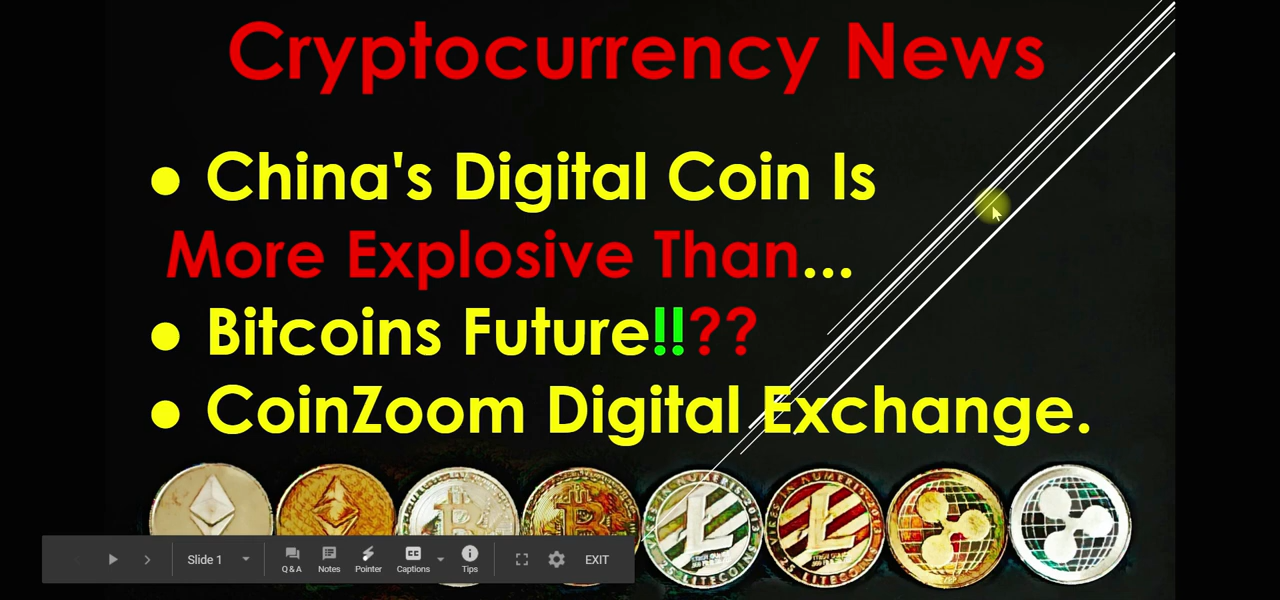 Cryptocurrency News
● China's Digital Coin Is
More Explosive Than...
● Bitcoins Future!!??
● CoinZoom Digital Exchange.
Slide 1
Q & A
Notes
Pointer
Captions
CC
Tips
EXIT